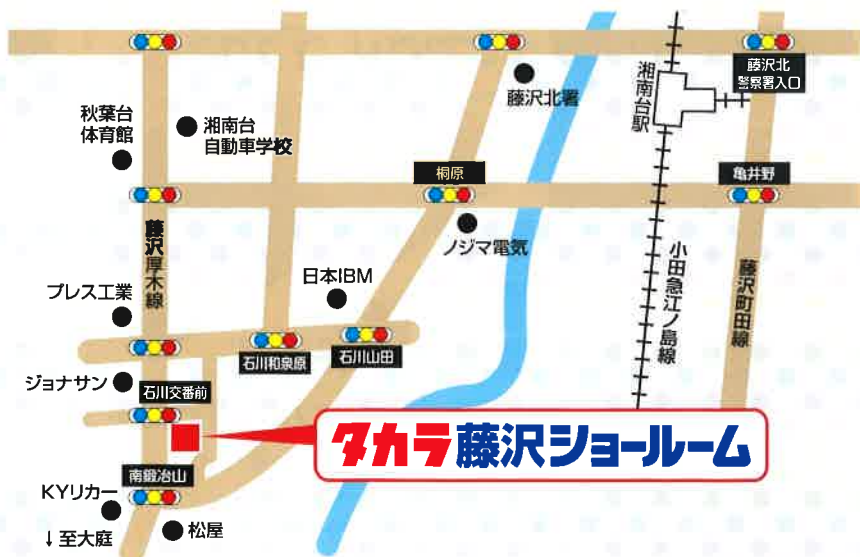 藤沢北
警察署入口
藤沢北署
湘南台駅
秋葉台
体育館
湘南台
自動車学校
桐原
亀井野
ノジマ電気
藤沢厚木線
日本IBM
小田急江ノ島線
藤沢町田線
プレス工業
石川和泉原
石川山田
ジョナサン
石川交番前
タカラ藤沢ショールーム
南鍛冶山
KYリカー
松屋
↓至大庭